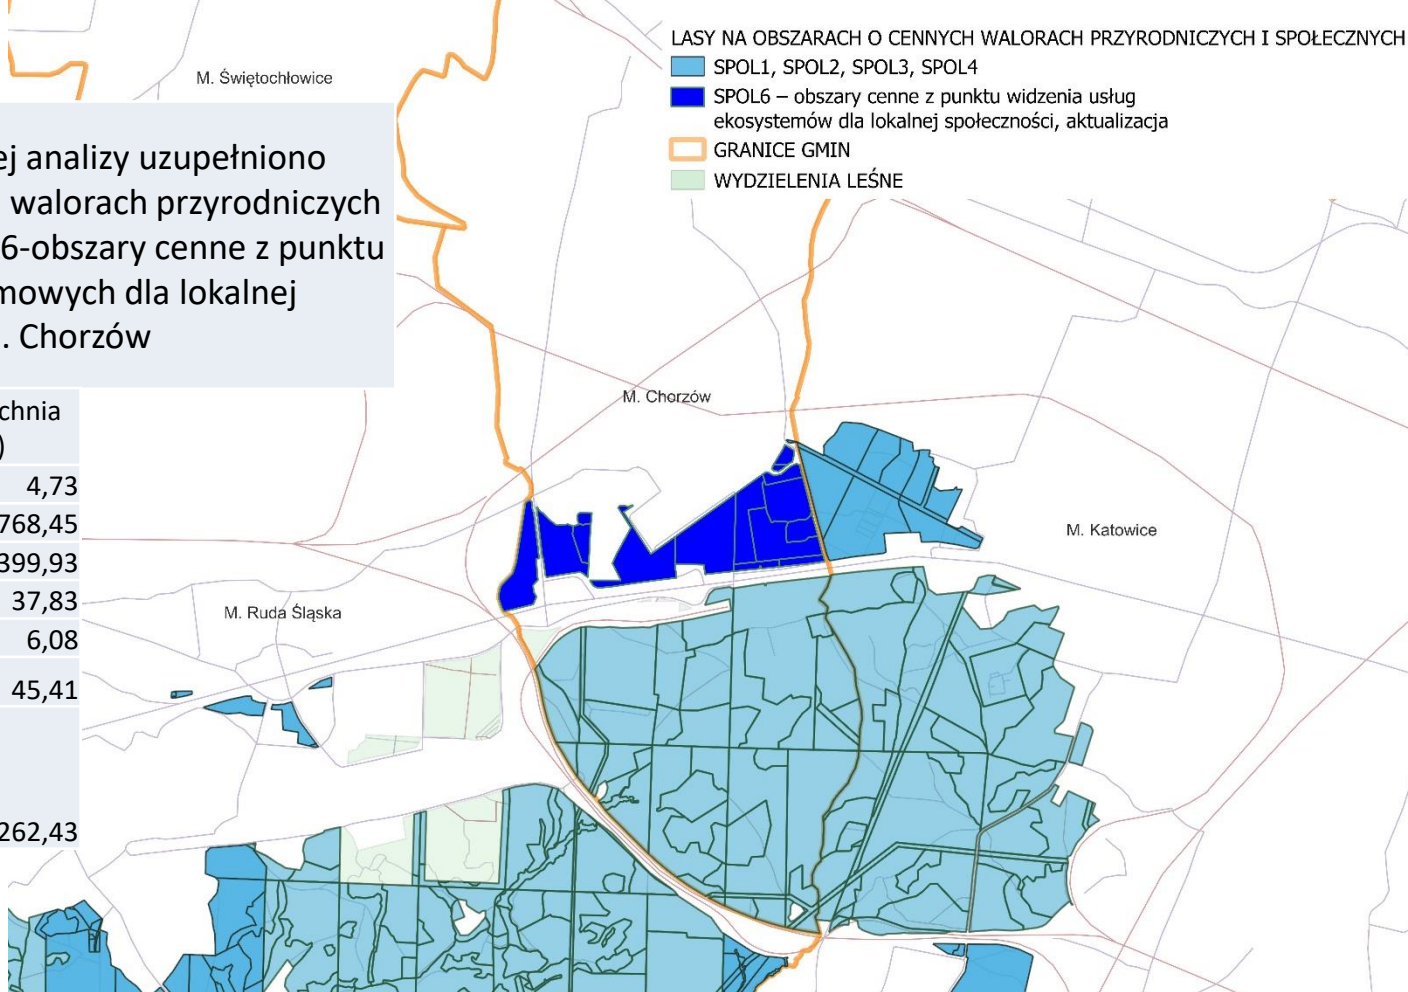 LASY NA OBSZARACH O CENNYCH WALORACH PRZYRODNICZYCH I SPOŁECZNYCH
SPOL1, SPOL2, SPOL3, SPOL4
SPOL6 – obszary cenne z punktu widzenia usług
ekosystemów dla lokalnej społeczności, aktualizacja
GRANICE GMIN
WYDZIELENIA LEŚNE
M. Świętochłowice
ej analizy uzupełniono
walorach przyrodniczych
6-obszary cenne z punktu
mowych dla lokalnej
. Chorzów
chnia
)
4,73
768,45
399,93
37,83
6,08
45,41
262,43
M. Chorzów
M. Katowice
M. Ruda Śląska